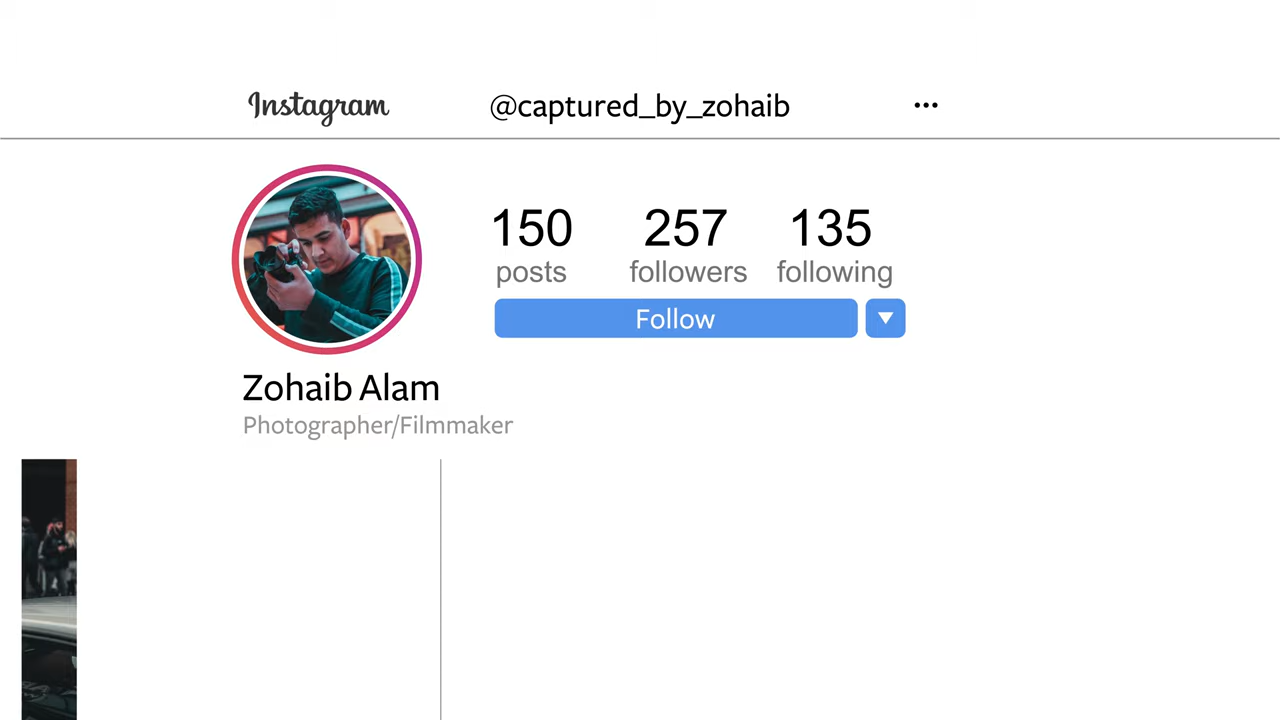 Instagram @captured_by_zohaib ...
150 257 135
posts followers following
Follow
Zohaib Alam
Photographer/Filmmaker